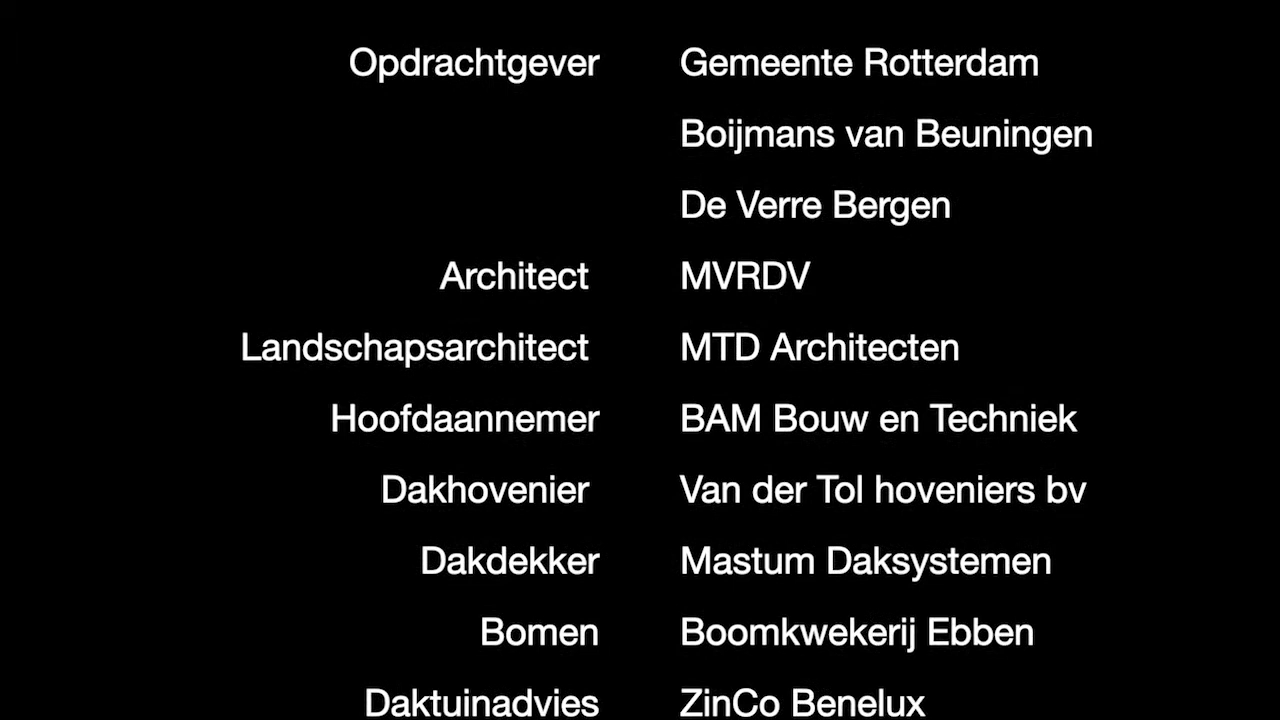 Opdrachtgever Gemeente Rotterdam
Boijmans van Beuningen
De Verre Bergen
Architect MVRDV
Landschapsarchitect MTD Architecten
Hoofdaannemer BAM Bouw en Techniek
Dakhovenier Van der Tol hoveniers bv
Dakdekker Mastum Daksystemen
Bomen Boomkwekerij Ebben
Daktuinadvies ZinCo Benelux